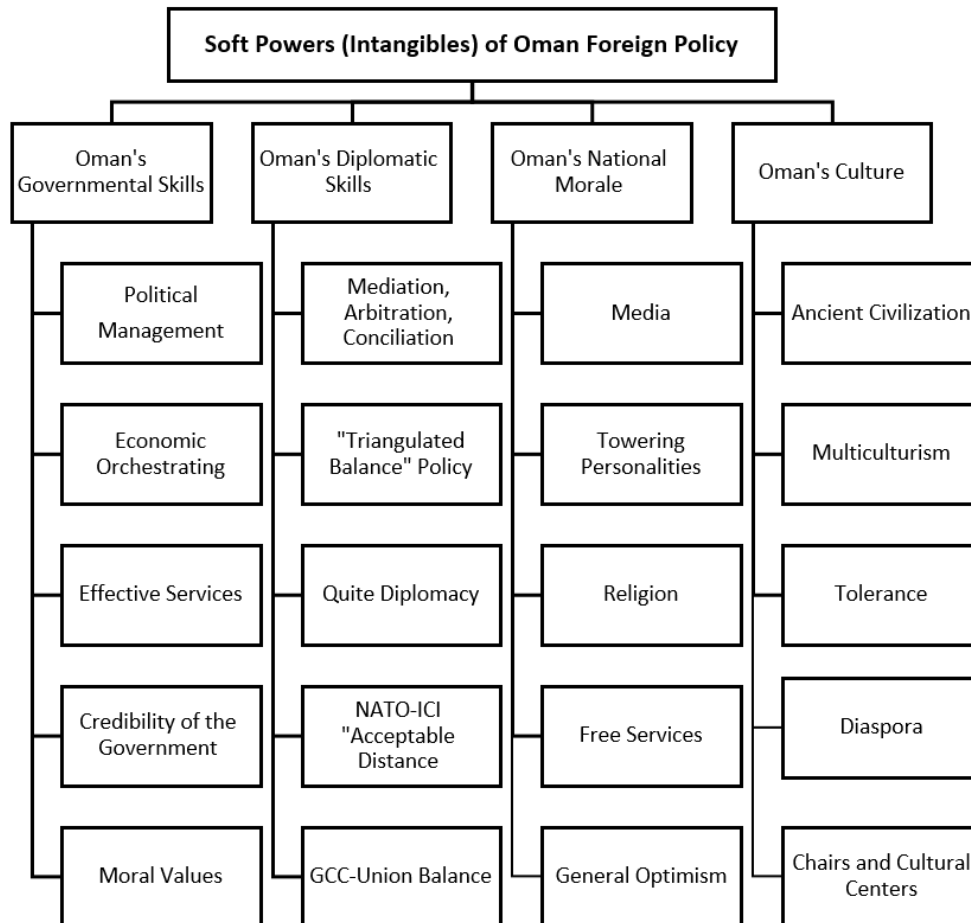 Soft Powers (Intangibles) of Oman Foreign Policy
Oman's
Governmental Skills
Oman's Diplomatic
Skills
Oman's National
Morale
Oman's Culture
Political
Management
Economic
Orchestrating
Effective Services
Credibility of the
Government
Moral Values
Mediation,
Arbitration,
Conciliation
"Triangulated
Balance" Policy
Quite Diplomacy
NATO-ICI
"Acceptable
Distance
GCC-Union Balance
Media
Towering
Personalities
Religion
Free Services
General Optimism
Ancient Civilization
Multiculturism
Tolerance
Diaspora
Chairs and Cultural
Centers